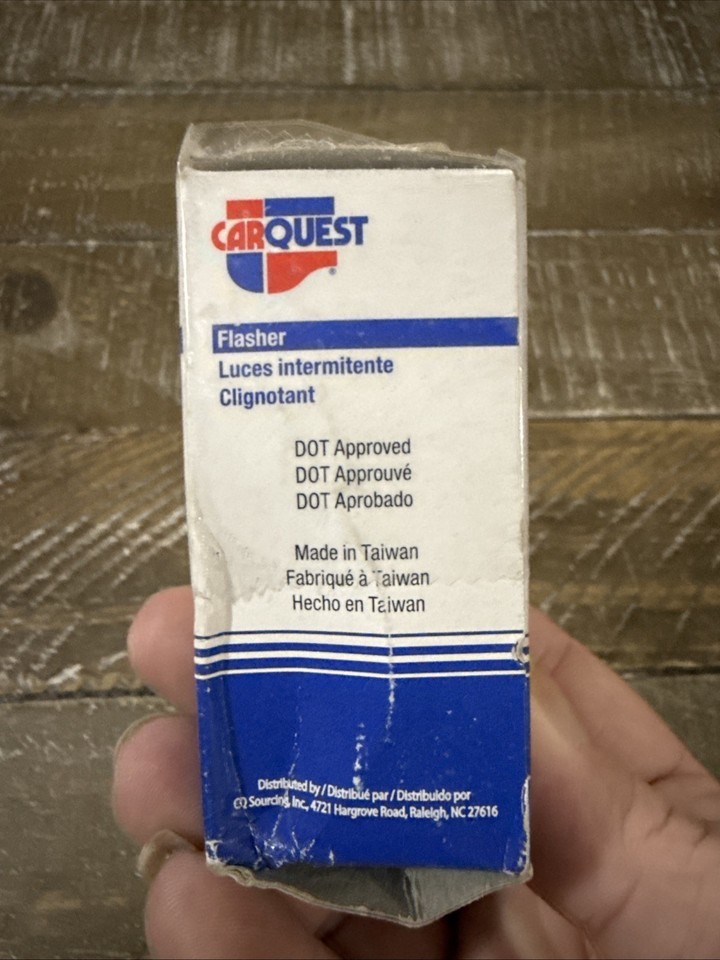 CARQUEST
Flasher
Luces intermitente
Clignotant
DOT Approved
DOT Approuvé
DOT Aprobado
Made in Taiwan
Fabriqué à Taiwan
Hecho en Taiwan
Distributed by / Distribué par / Distribuido por
CQ Sourcing, Inc., 4721 Hargrove Road, Raleigh, NC 27616